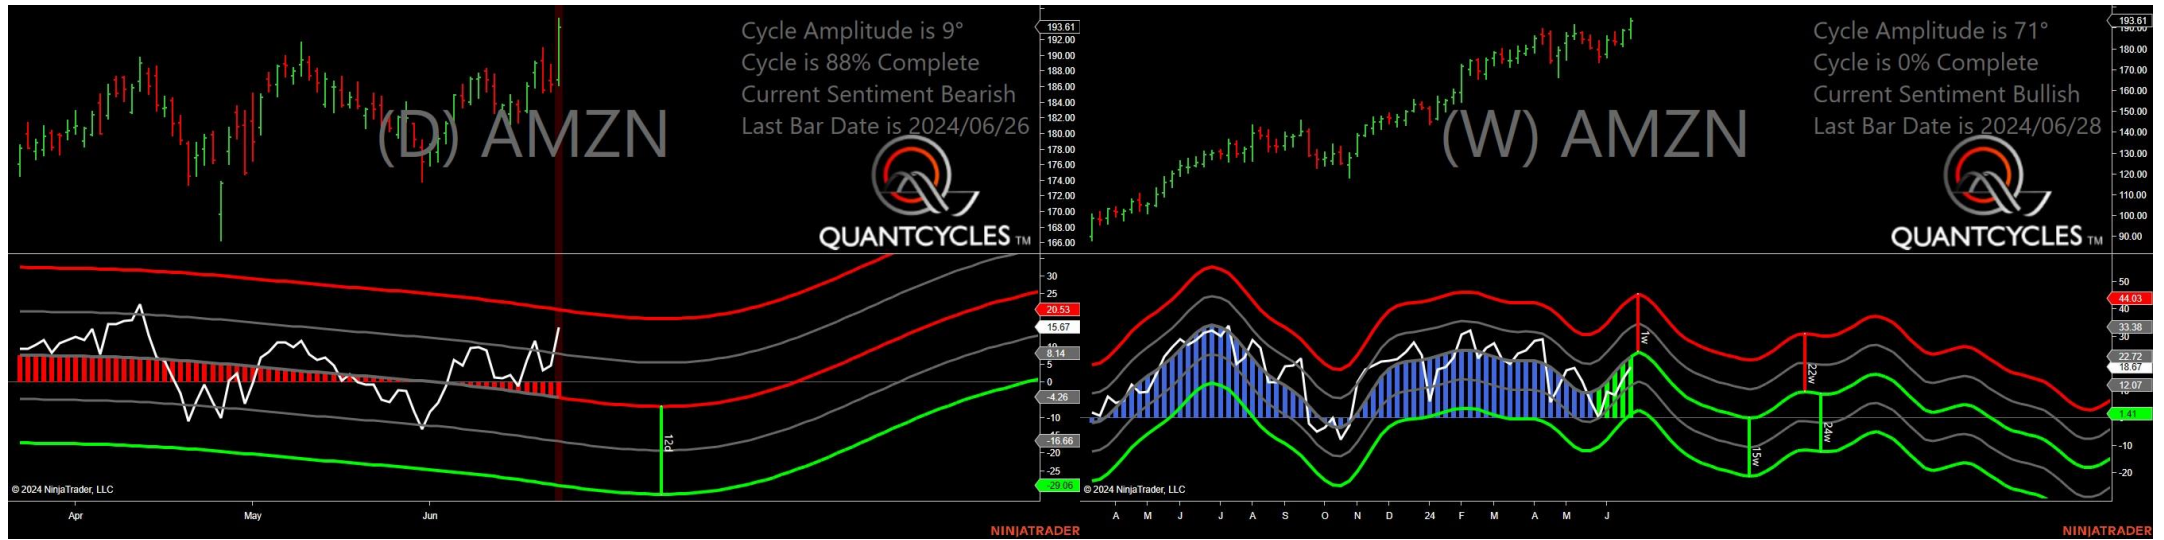 Cycle Amplitude is 9°
Cycle is 88% Complete
Current Sentiment Bearish
Last Bar Date is 2024/06/26
(D) AMZN
QUANTCYCLES TM
193.61
192.00
190.00
188.00
186.00
184.00
182.00
180.00
178.00
176.00
174.00
172.00
170.00
168.00
166.00
30
25
20.53
15.67
8.14
5
0
-4.26
-10
-16.66
-20
-25
-29.06
12d
© 2024 NinjaTrader, LLC
Apr May Jun
NINJATRADER
Cycle Amplitude is 71°
Cycle is 0% Complete
Current Sentiment Bullish
Last Bar Date is 2024/06/28
(W) AMZN
QUANTCYCLES TM
193.61
190.00
180.00
170.00
160.00
150.00
140.00
130.00
120.00
110.00
100.00
90.00
50
44.03
40
33.38
30
22.72
18.67
12.07
1.41
-10
-20
1w
22w
15w
24w
© 2024 NinjaTrader, LLC
A M J J A S O N D 24 F M A M J
NINJATRADER